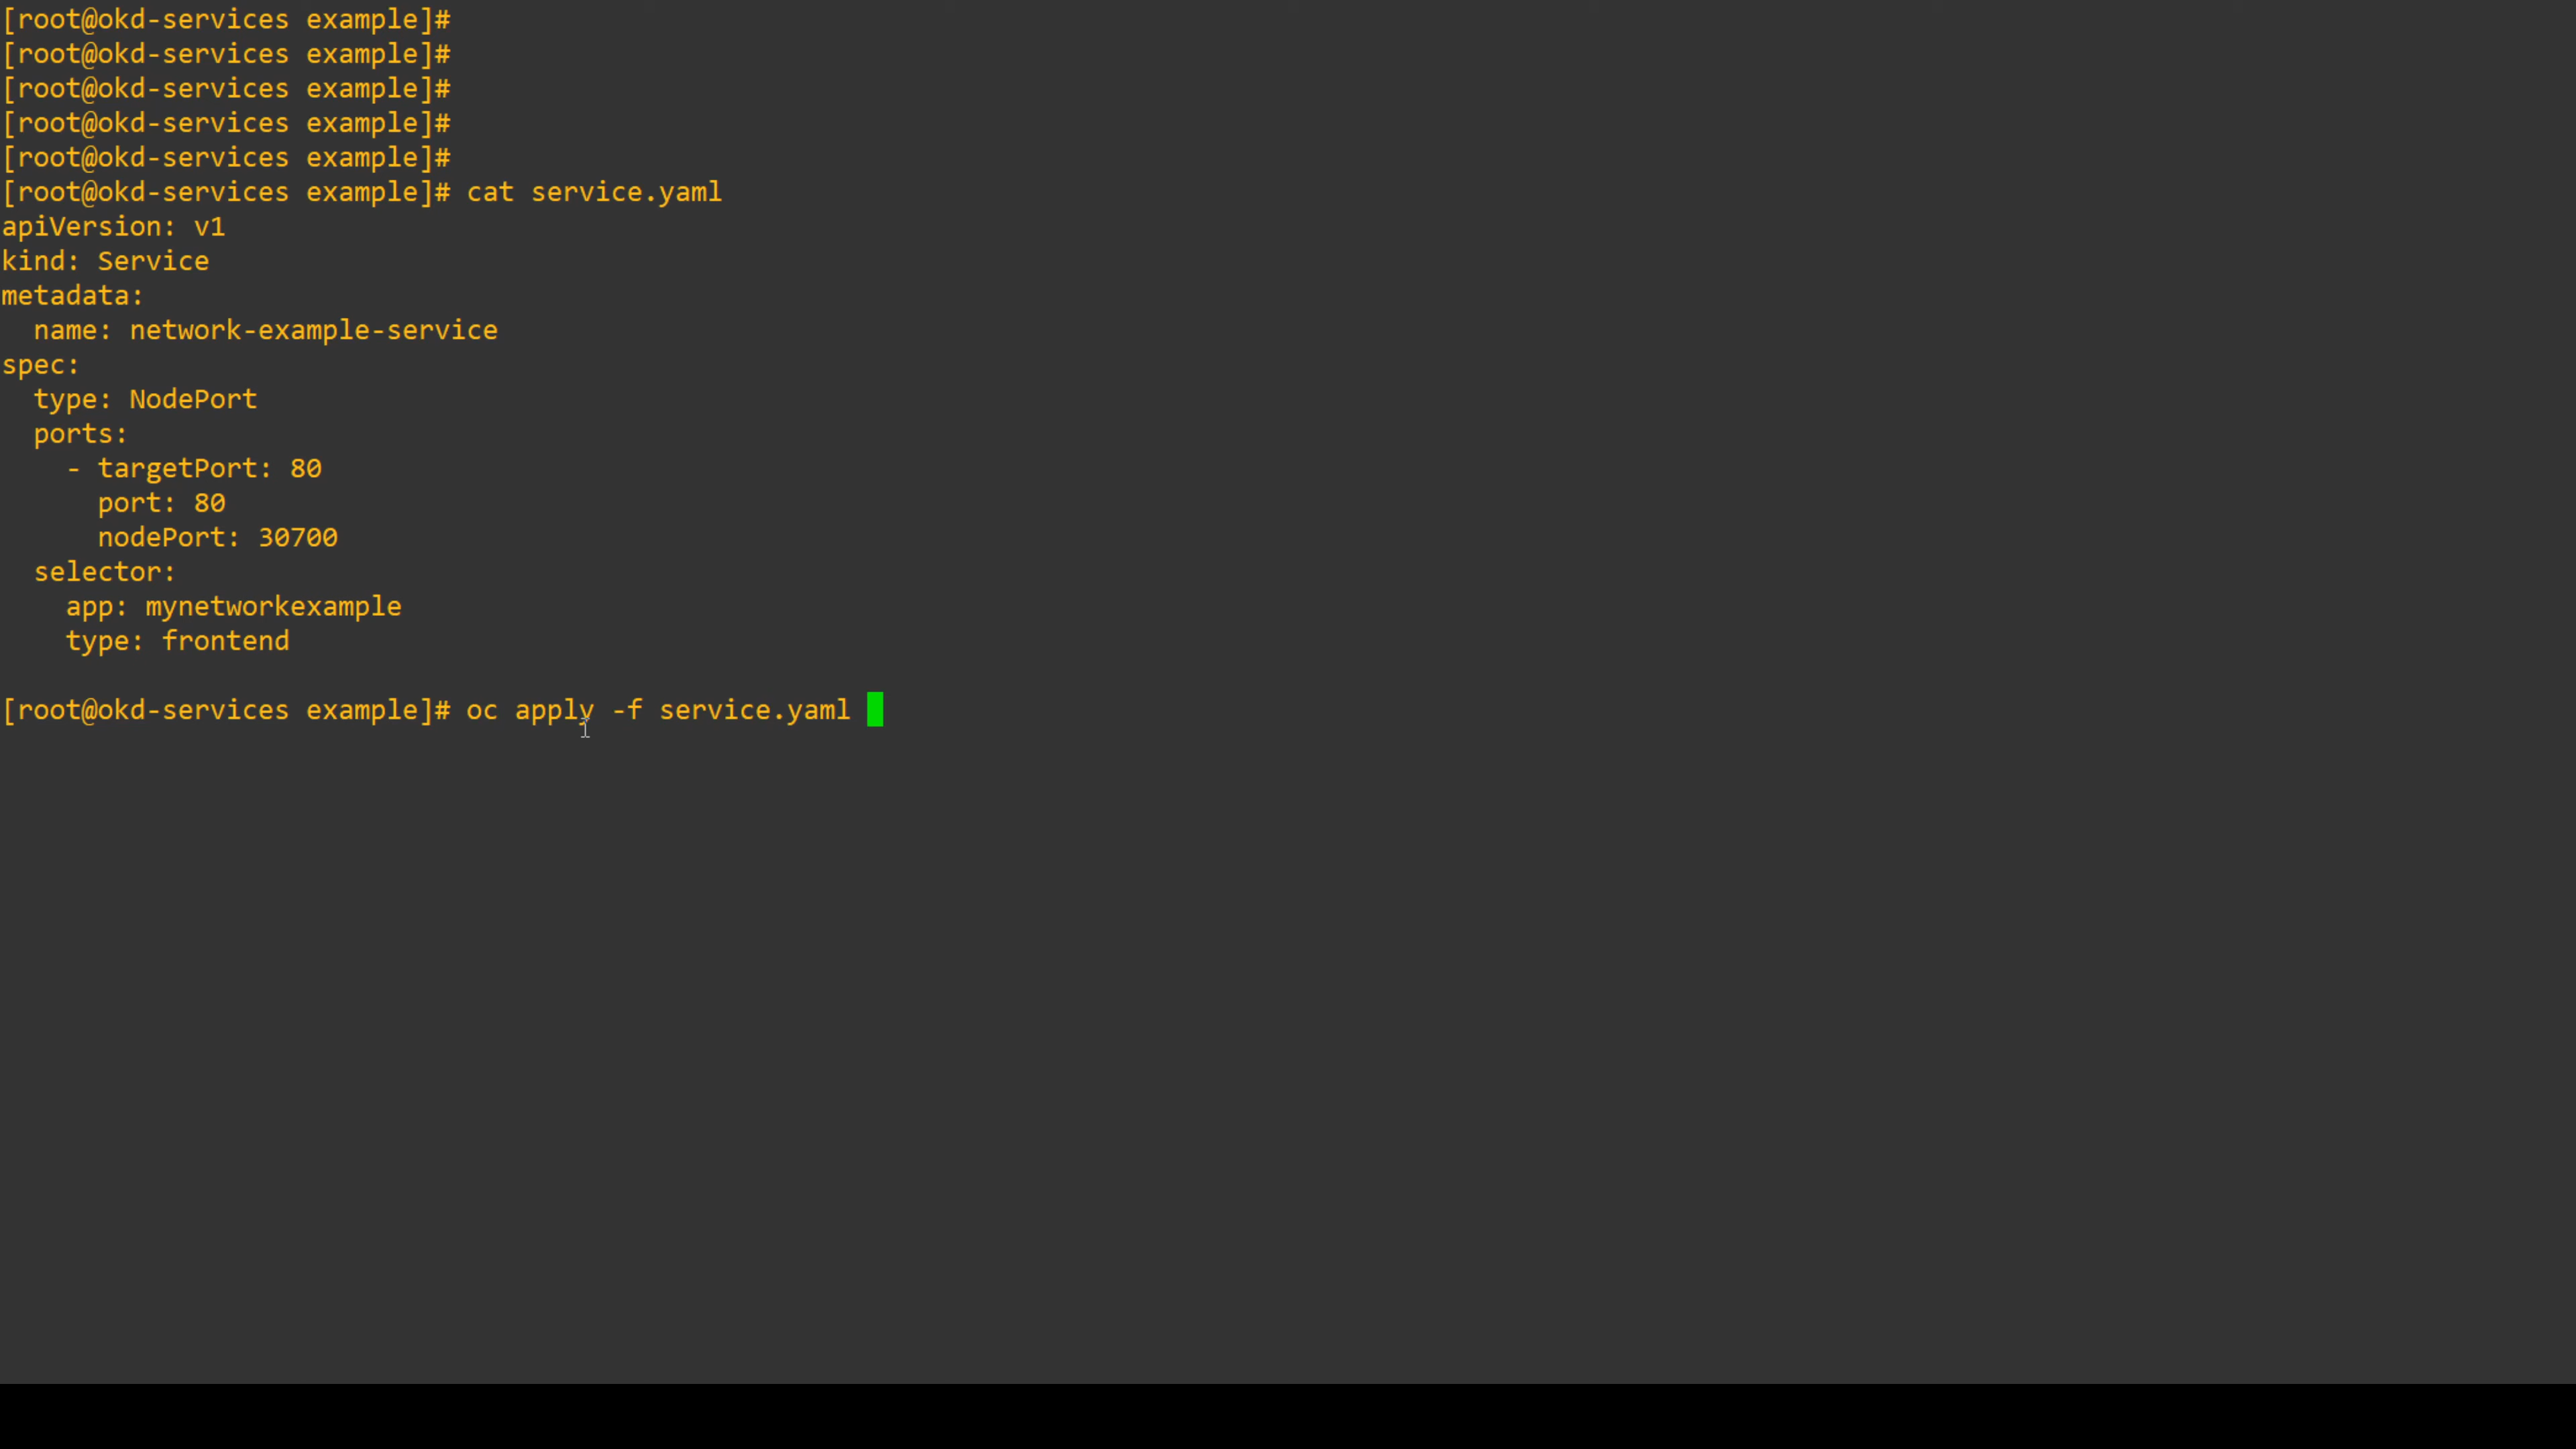 [root@okd-services example]#
[root@okd-services example]#
[root@okd-services example]#
[root@okd-services example]#
[root@okd-services example]#
[root@okd-services example]# cat service.yaml
apiVersion: v1
kind: Service
metadata:
  name: network-example-service
spec:
  type: NodePort
  ports:
    - targetPort: 80
      port: 80
      nodePort: 30700
  selector:
    app: mynetworkexample
    type: frontend

[root@okd-services example]# oc apply -f service.yaml